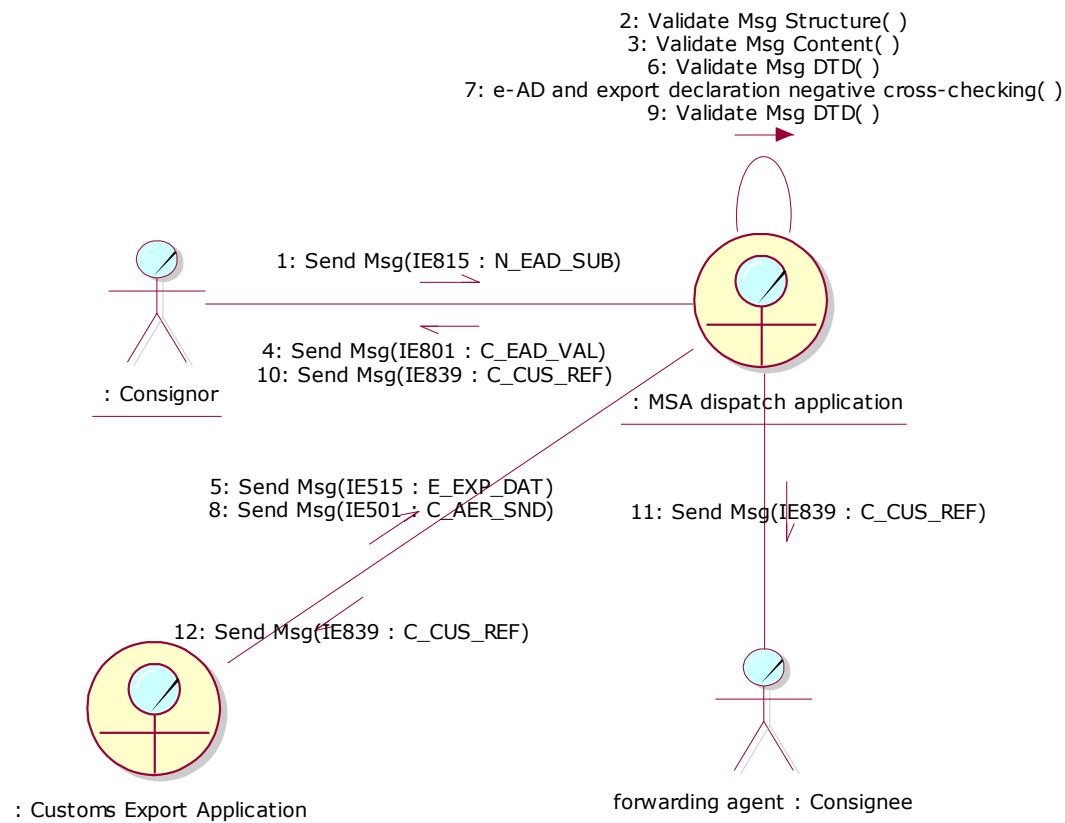 2: Validate Msg Structure( )
3: Validate Msg Content( )
6: Validate Msg DTD( )
7: e-AD and export declaration negative cross-checking( )
9: Validate Msg DTD( )
1: Send Msg(IE815 : N_EAD_SUB)
4: Send Msg(IE801 : C_EAD_VAL)
10: Send Msg(IE839 : C_CUS_REF)
: Consignor
: MSA dispatch application
5: Send Msg(IE515 : E_EXP_DAT)
8: Send Msg(IE501 : C_AER_SND)
11: Send Msg(IE839 : C_CUS_REF)
12: Send Msg(IE839 : C_CUS_REF)
: Customs Export Application
forwarding agent : Consignee